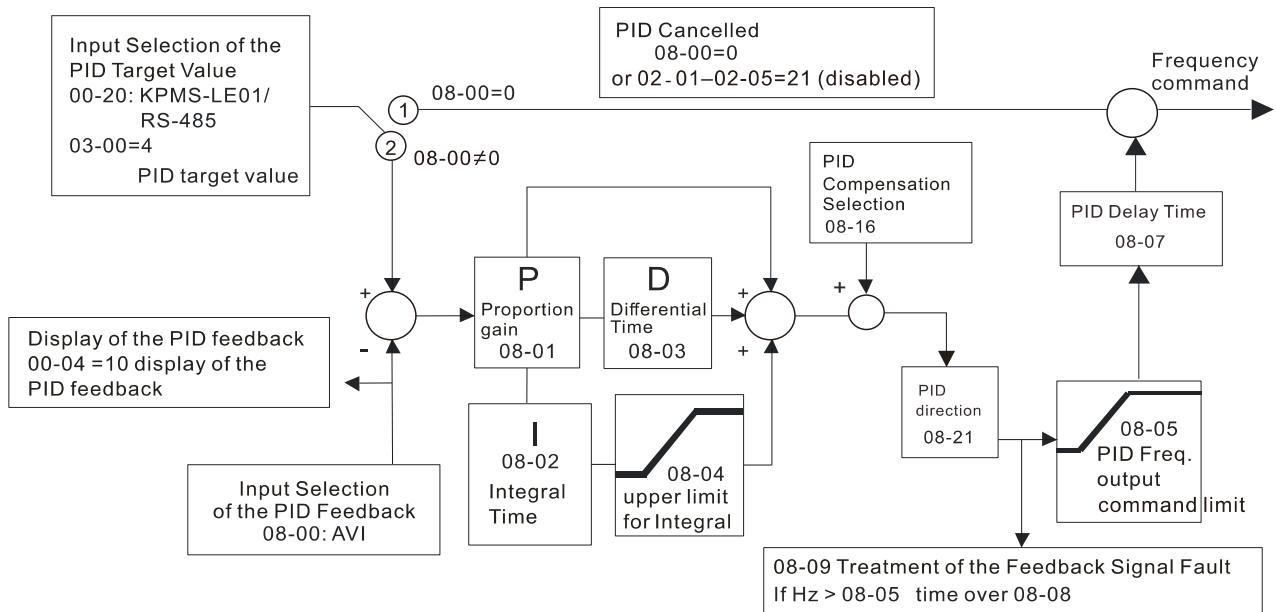 Input Selection of the
PID Target Value
00-20: KPMS-LE01/
RS-485
03-00=4
PID target value
PID Cancelled
08-00=0
or 02-01–02-05=21 (disabled)
1
08-00=0
2
08-00≠0
Frequency
command
PID
Compensation
Selection
08-16
PID Delay Time
08-07
+
-
P
Proportion
gain
08-01
D
Differential
Time
08-03
+
+
+
Display of the PID feedback
00-04 =10 display of the
PID feedback
I
08-02
Integral
Time
08-04
upper limit
for Integral
PID
direction
08-21
08-05
PID Freq.
output
command limit
Input Selection
of the PID Feedback
08-00: AVI
08-09 Treatment of the Feedback Signal Fault
If Hz > 08-05 time over 08-08